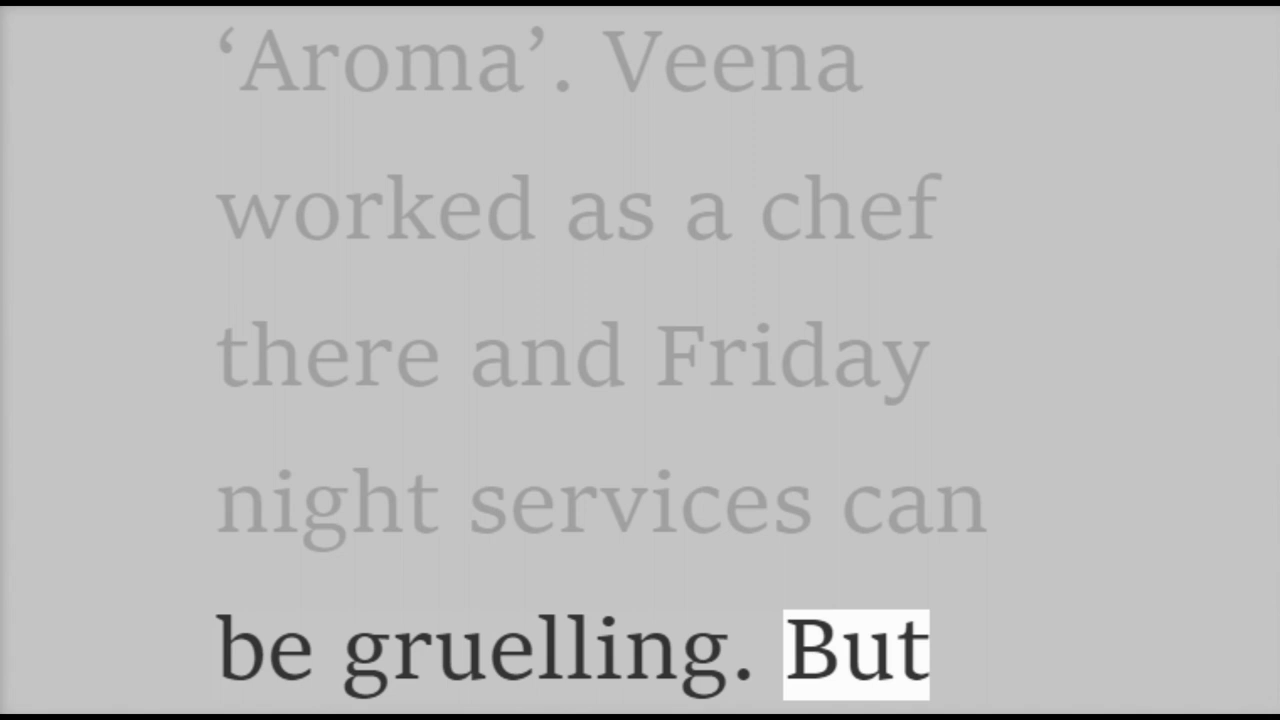 ‘Aroma’. Veena
worked as a chef
there and Friday
night services can
be gruelling. But